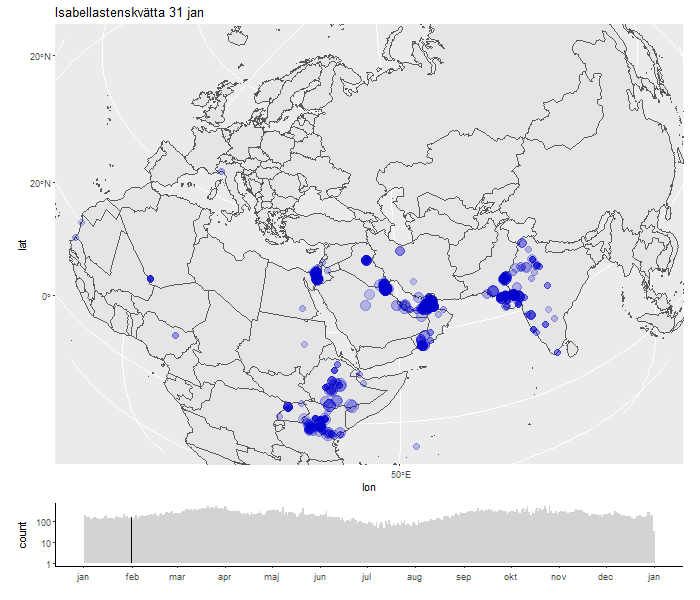 Isabellastenskvätta 31 jan
20°N
20°N
0°
lat
50°E
lon
count
100
10
1
jan feb mar apr maj jun jul aug sep okt nov dec jan